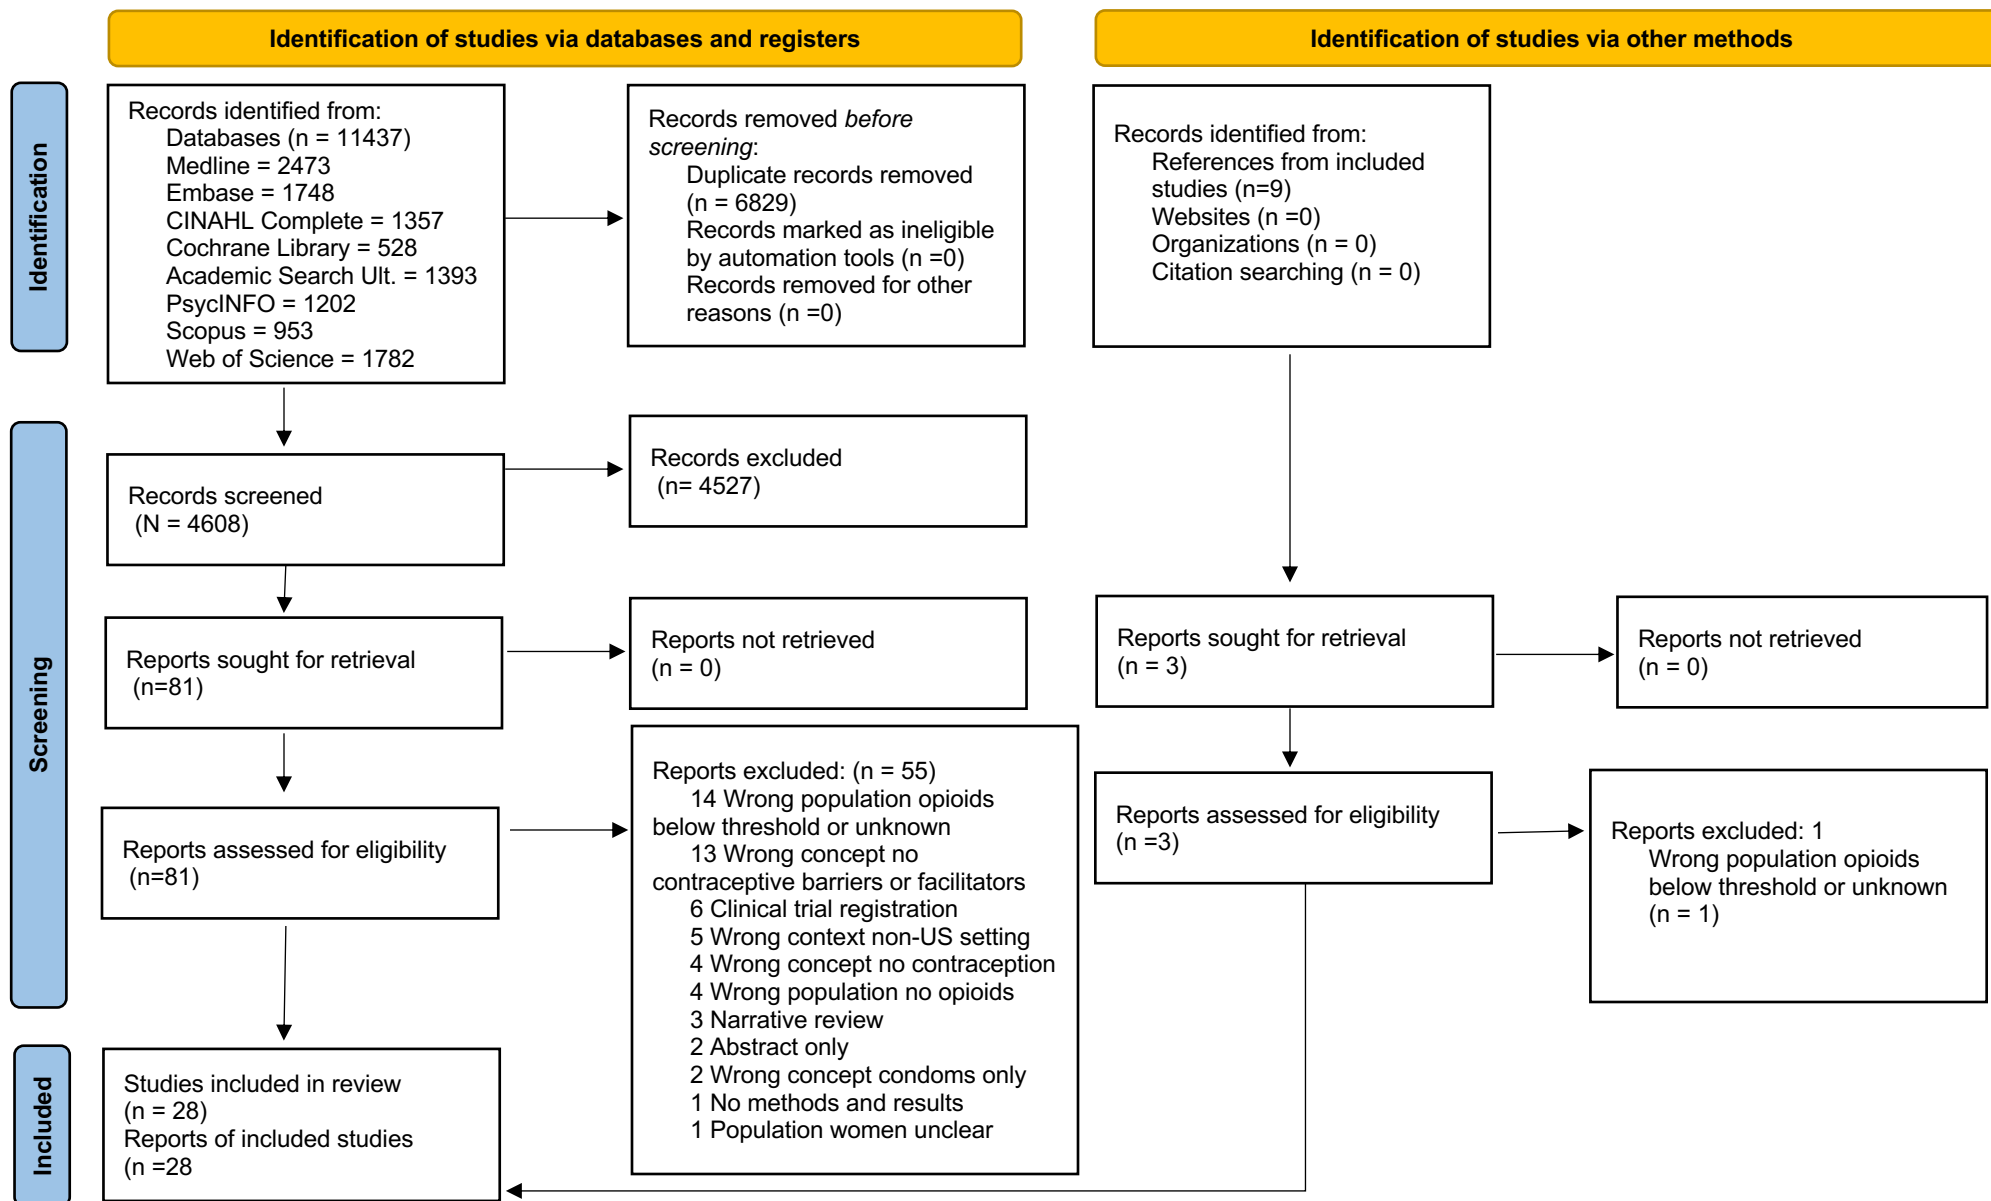 Identification of studies via databases and registers
Identification of studies via other methods
Identification
Records identified from:
Databases (n = 11437)
Medline = 2473
Embase = 1748
CINAHL Complete = 1357
Cochrane Library = 528
Academic Search Ult. = 1393
PsycINFO = 1202
Scopus = 953
Web of Science = 1782
Records removed before
screening:
Duplicate records removed
(n = 6829)
Records marked as ineligible
by automation tools (n =0)
Records removed for other
reasons (n =0)
Records identified from:
References from included
studies (n=9)
Websites (n =0)
Organizations (n = 0)
Citation searching (n = 0)
Screening
Records screened
(N = 4608)
Records excluded
(n= 4527)
Reports sought for retrieval
(n=81)
Reports not retrieved
(n = 0)
Reports sought for retrieval
(n = 3)
Reports not retrieved
(n = 0)
Reports assessed for eligibility
(n=81)
Reports excluded: (n = 55)
14 Wrong population opioids
below threshold or unknown
13 Wrong concept no
contraceptive barriers or facilitators
6 Clinical trial registration
5 Wrong context non-US setting
4 Wrong concept no contraception
4 Wrong population no opioids
3 Narrative review
2 Abstract only
2 Wrong concept condoms only
1 No methods and results
1 Population women unclear
Reports assessed for eligibility
(n =3)
Reports excluded: 1
Wrong population opioids
below threshold or unknown
(n = 1)
Included
Studies included in review
(n = 28)
Reports of included studies
(n =28